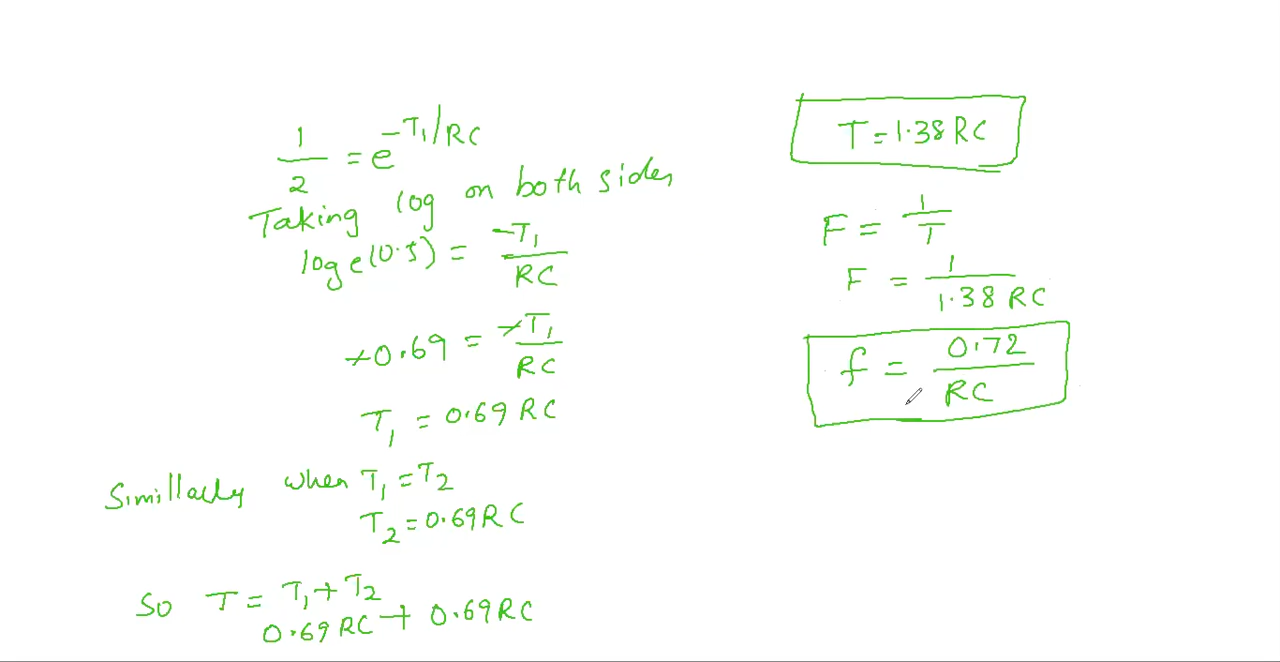 1/2 = e^(-T₁/RC)
Taking log on both sides
log e(0.5) = -T₁/RC
-0.69 = -T₁/RC
T₁ = 0.69 RC
Simillarly when T₁ = T₂
T₂ = 0.69 RC
So T = T₁ + T₂
0.69 RC + 0.69 RC
T = 1.38 RC
F = 1/T
F = 1/1.38 RC
f = 0.72/RC